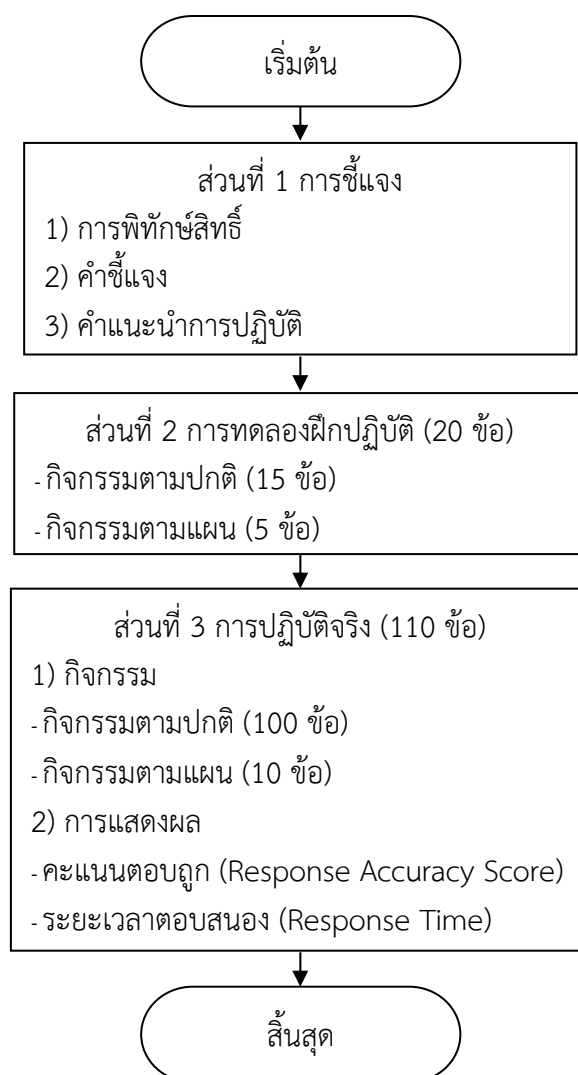 เริ่มต้น
ส่วนที่ 1 การชี้แจง
1) การพิทักษ์สิทธิ์
2) คำชี้แจง
3) คำแนะนำการปฏิบัติ
ส่วนที่ 2 การทดลองฝึกปฏิบัติ (20 ข้อ)
- กิจกรรมตามปกติ (15 ข้อ)
- กิจกรรมตามแผน (5 ข้อ)
ส่วนที่ 3 การปฏิบัติจริง (110 ข้อ)
1) กิจกรรม
- กิจกรรมตามปกติ (100 ข้อ)
- กิจกรรมตามแผน (10 ข้อ)
2) การแสดงผล
- คะแนนตอบถูก (Response Accuracy Score)
- ระยะเวลาตอบสนอง (Response Time)
สิ้นสุด